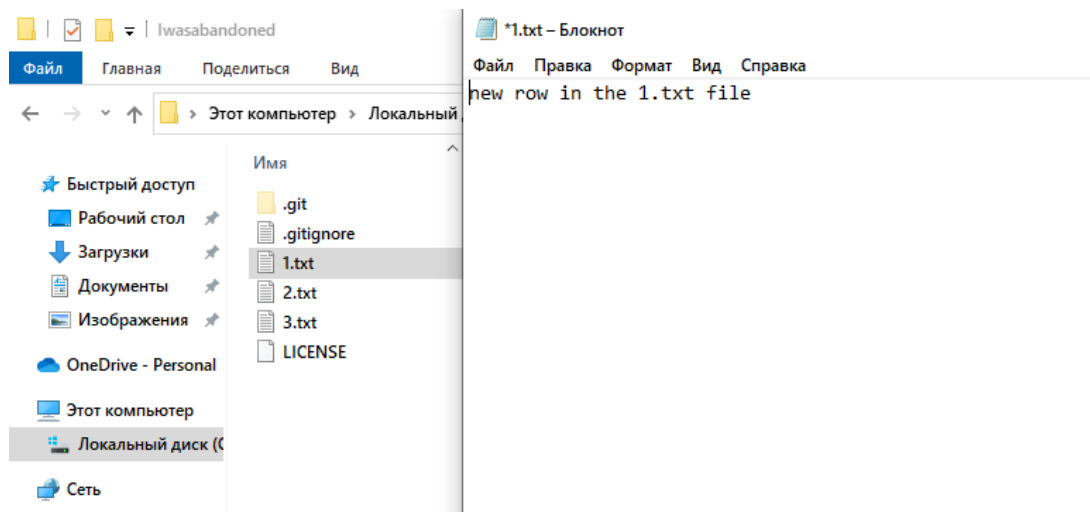 Iwasabandoned
Файл Главная Поделиться Вид
Этот компьютер › Локальный
Имя
Быстрый доступ
Рабочий стол
Загрузки
Документы
Изображения
OneDrive - Personal
Этот компьютер
Локальный диск (C
Сеть
.git
.gitignore
1.txt
2.txt
3.txt
LICENSE
*1.txt – Блокнот
Файл Правка Формат Вид Справка
new row in the 1.txt file